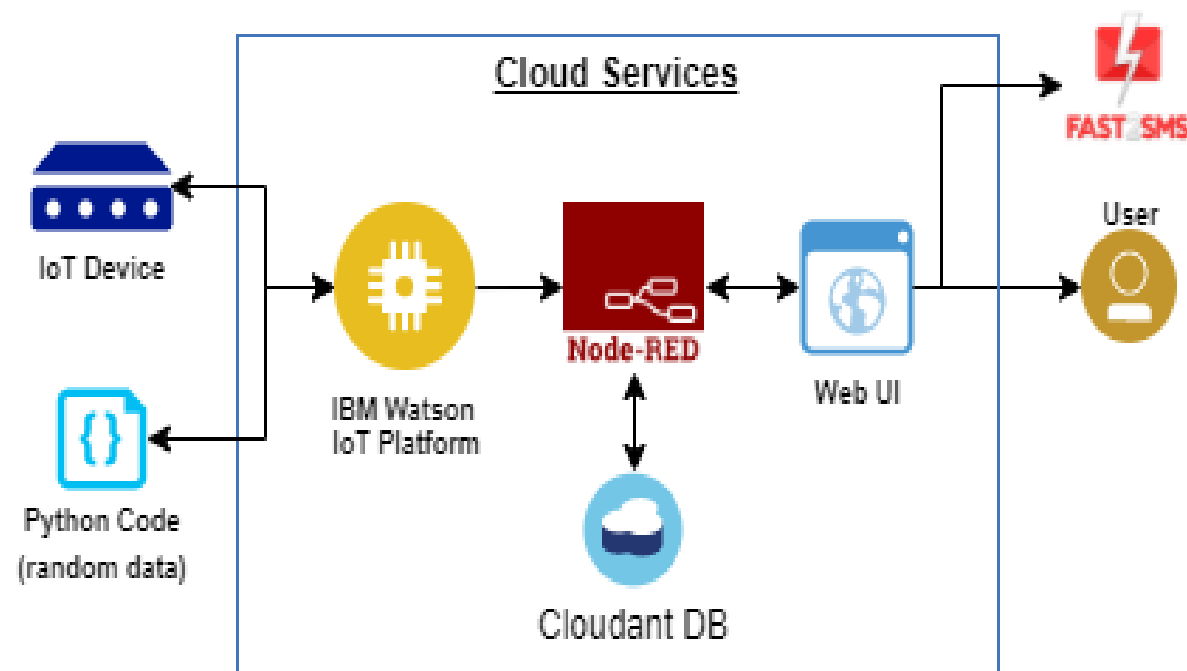 Cloud Services
FAST2SMS
User
IoT Device
Node-RED
Web UI
IBM Watson
IoT Platform
{}
Python Code
(random data)
Cloudant DB